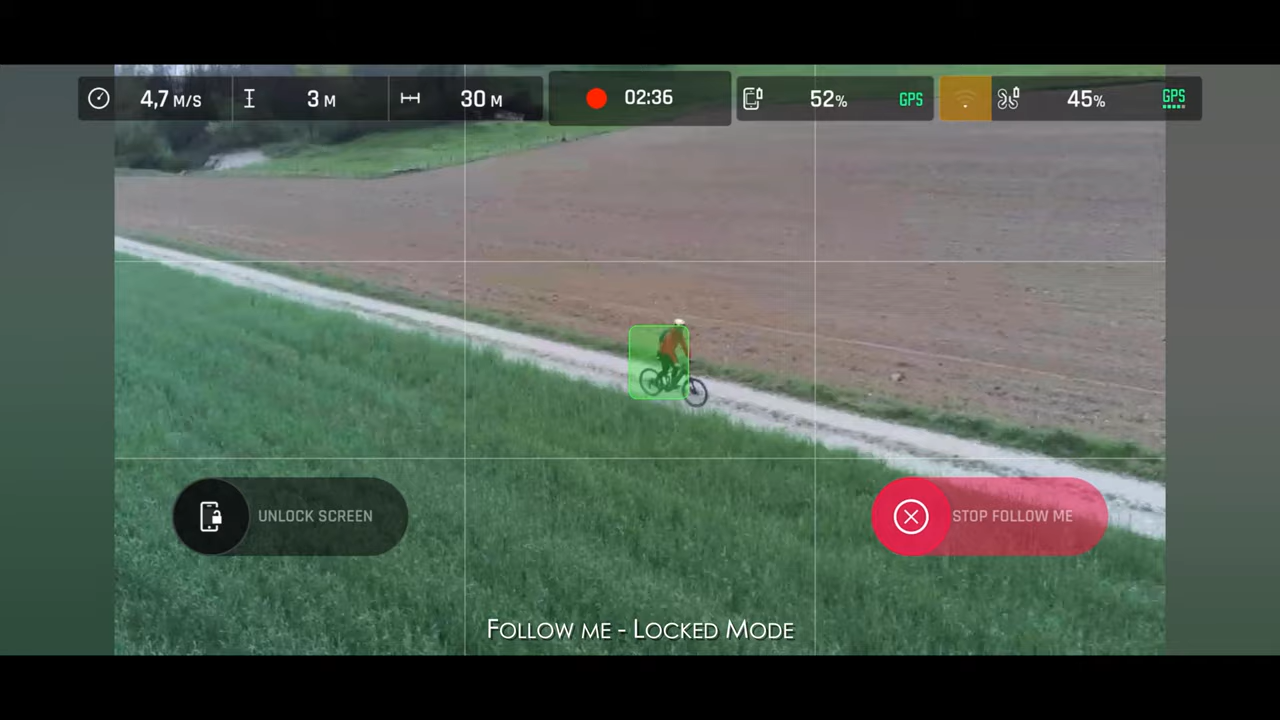 4,7 M/S
3 M
30 M
02:36
52%
GPS
45%
GPS
UNLOCK SCREEN
STOP FOLLOW ME
FOLLOW ME - LOCKED MODE